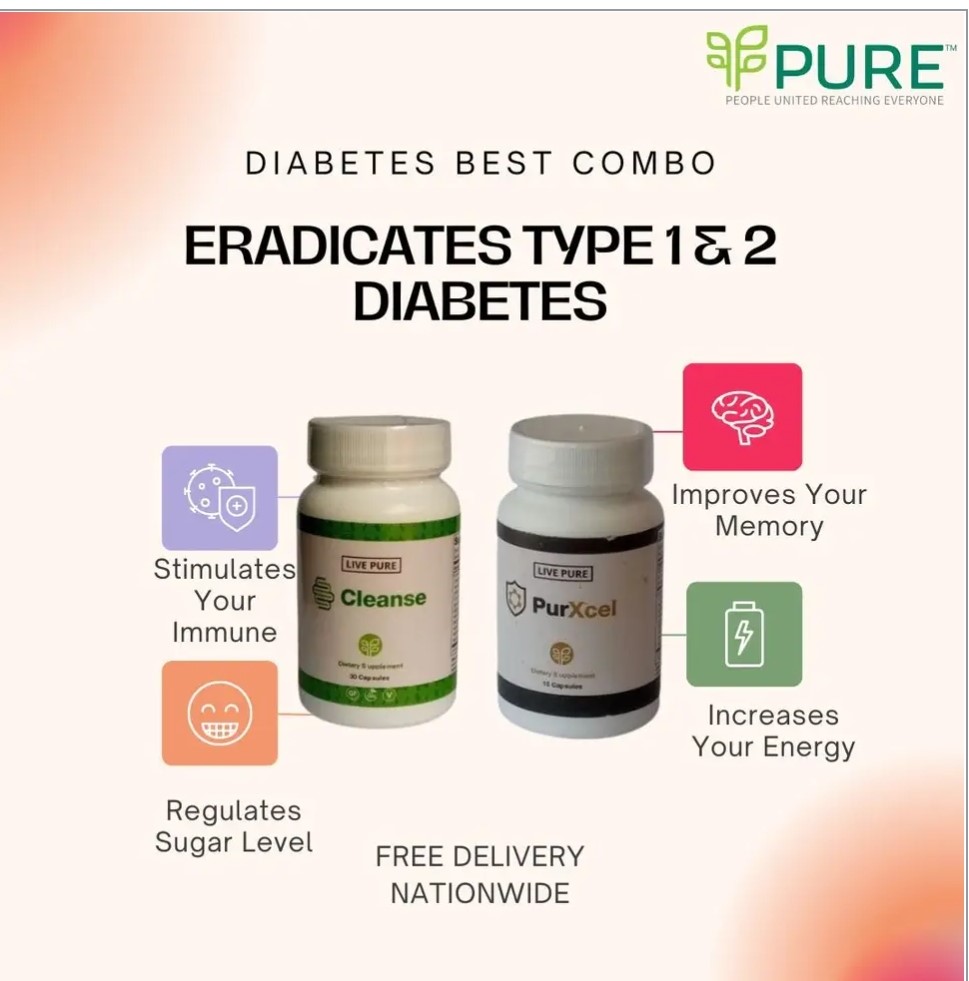 PURE™
PEOPLE UNITED REACHING EVERYONE
DIABETES BEST COMBO
ERADICATES TYPE 1 & 2
DIABETES
Improves Your
Memory
Stimulates
Your
Immune
LIVE PURE
Cleanse
Dietary Supplement
30 Capsules
LIVE PURE
PurXcel
Dietary Supplement
15 Capsules
Increases
Your Energy
Regulates
Sugar Level
FREE DELIVERY
NATIONWIDE